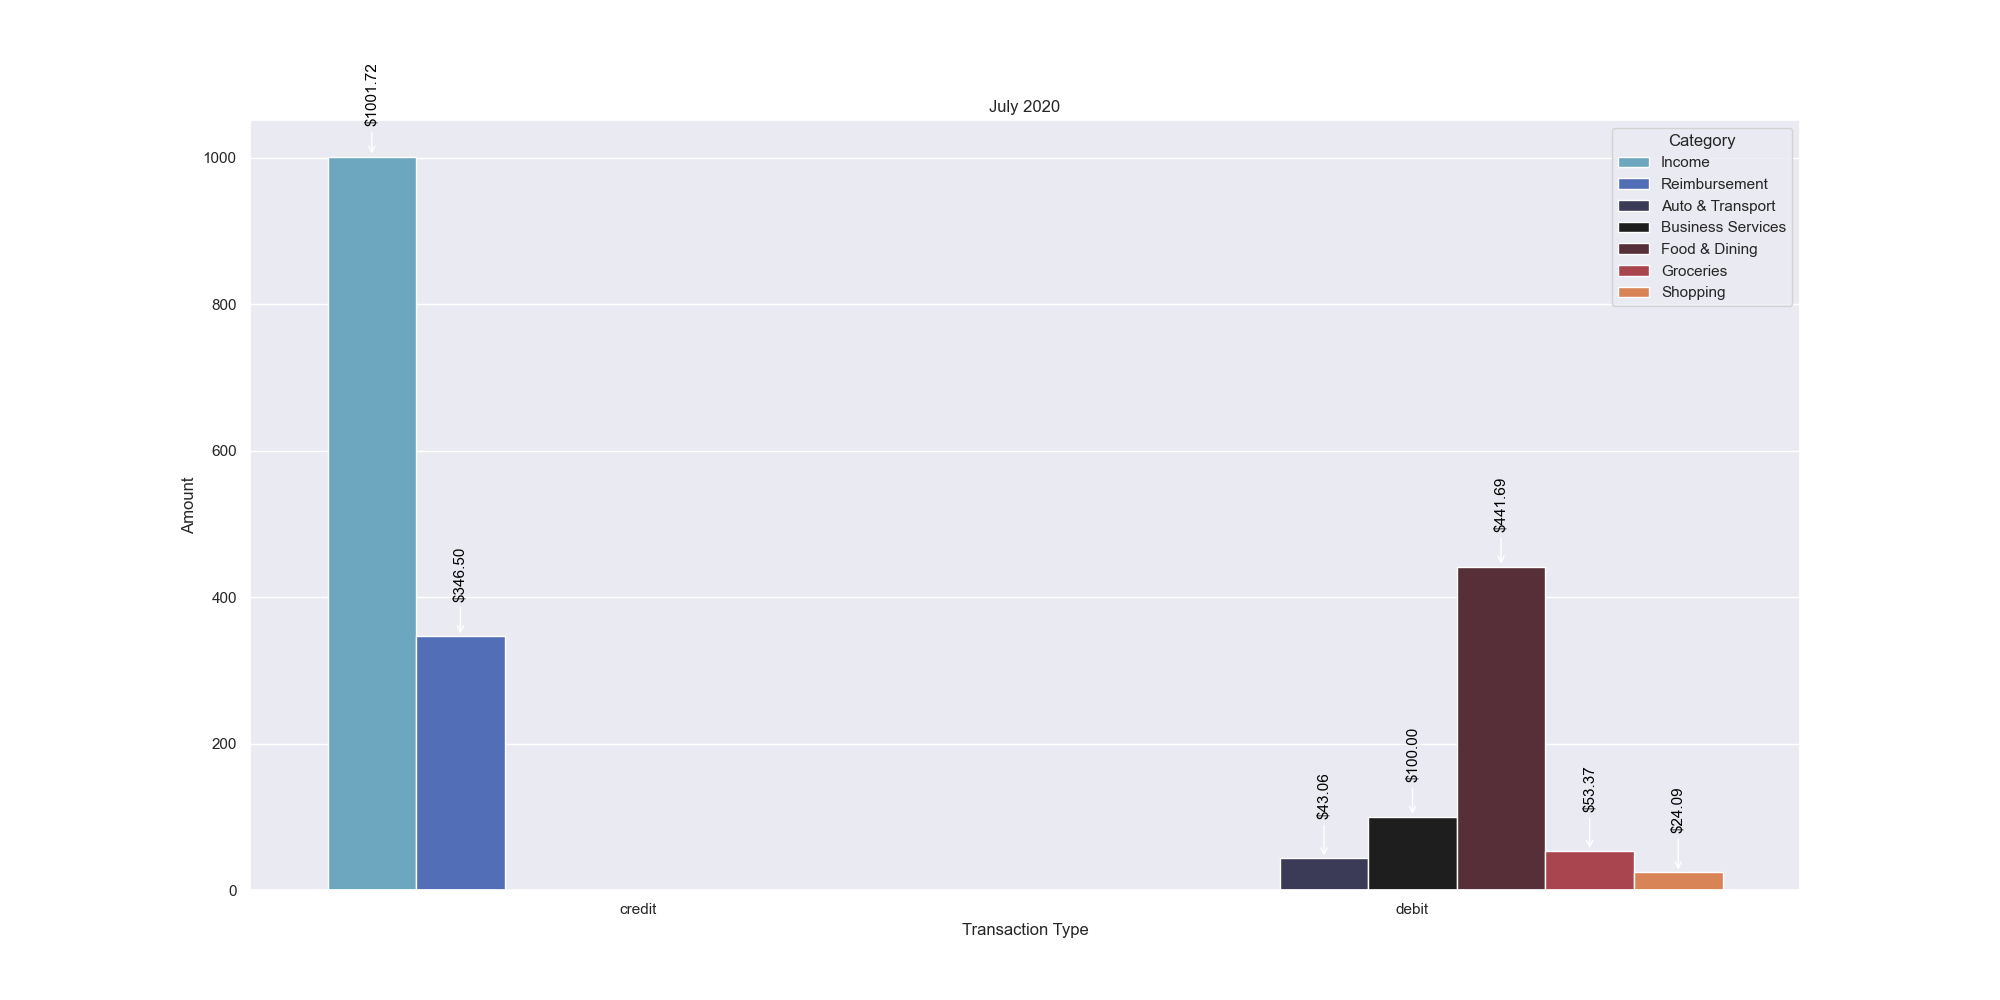 July 2020
$1001.72
$346.50
$43.06
$100.00
$441.69
$53.37
$24.09
Category
Income
Reimbursement
Auto & Transport
Business Services
Food & Dining
Groceries
Shopping
Amount
1000
800
600
400
200
0
credit
debit
Transaction Type